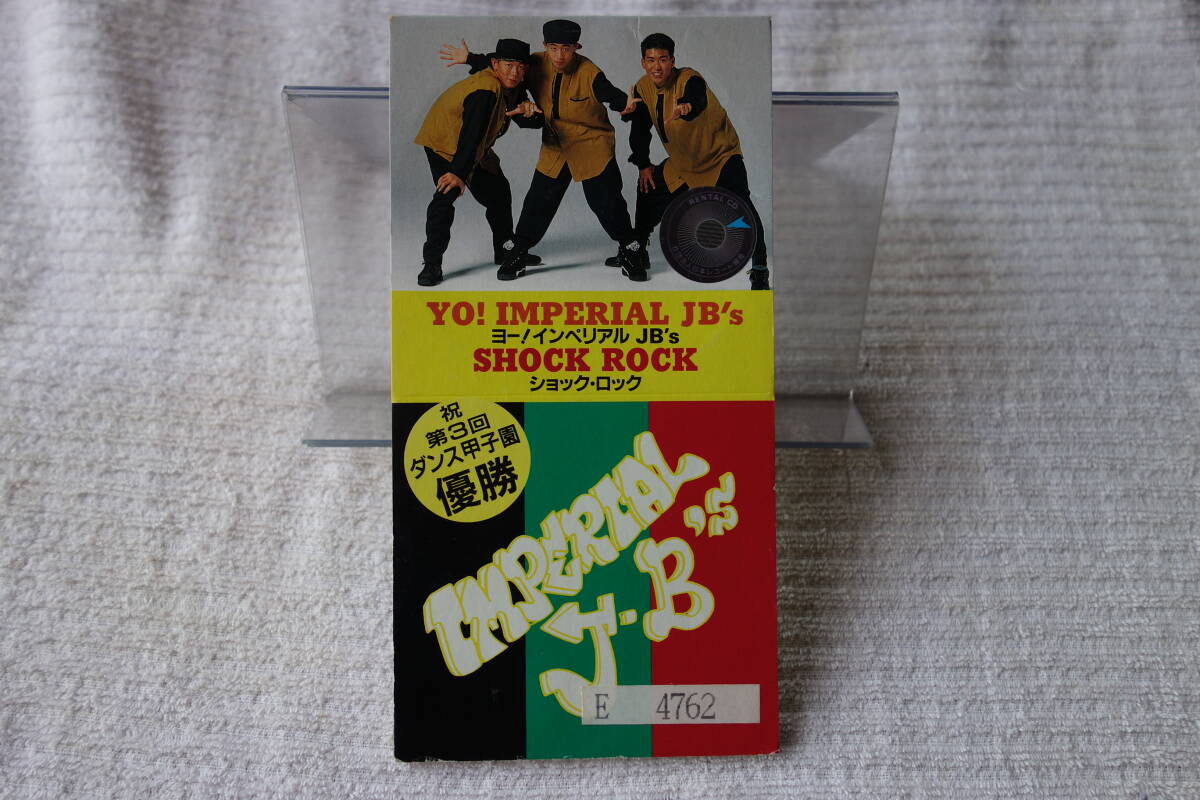 RENTAL CD
YO! IMPERIAL JB's
ヨー!インペリアル JB's
SHOCK ROCK
ショック・ロック
祝
第3回
ダンス甲子園
優勝
IMPERIAL
J.B's
E 4762